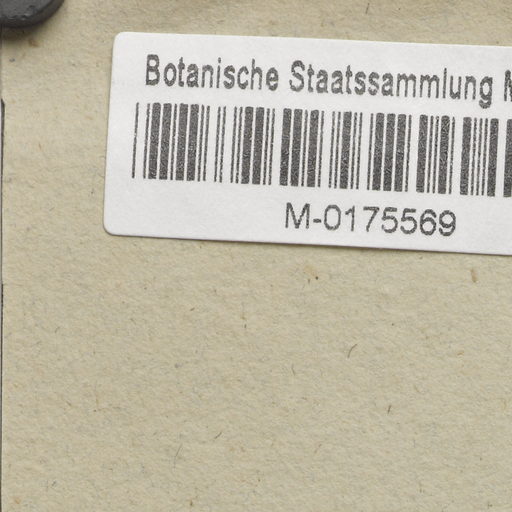 Botanische Staatssammlung
M-0175569